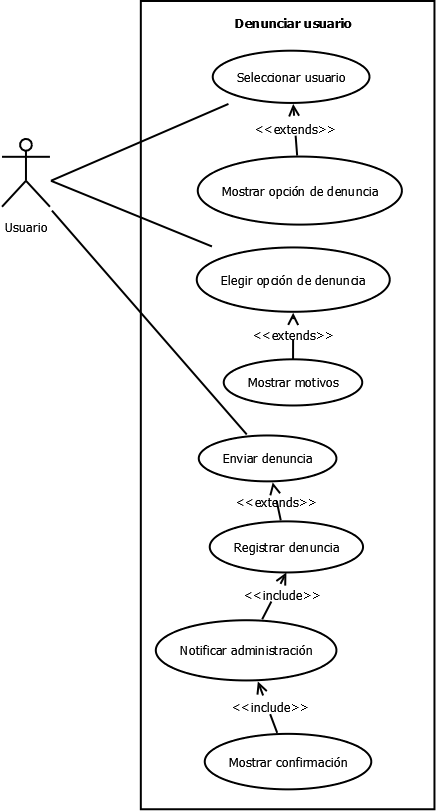 Denunciar usuario
Seleccionar usuario
<<extends>>
Mostrar opción de denuncia
Usuario
Elegir opción de denuncia
<<extends>>
Mostrar motivos
Enviar denuncia
<<extends>>
Registrar denuncia
<<include>>
Notificar administración
<<include>>
Mostrar confirmación